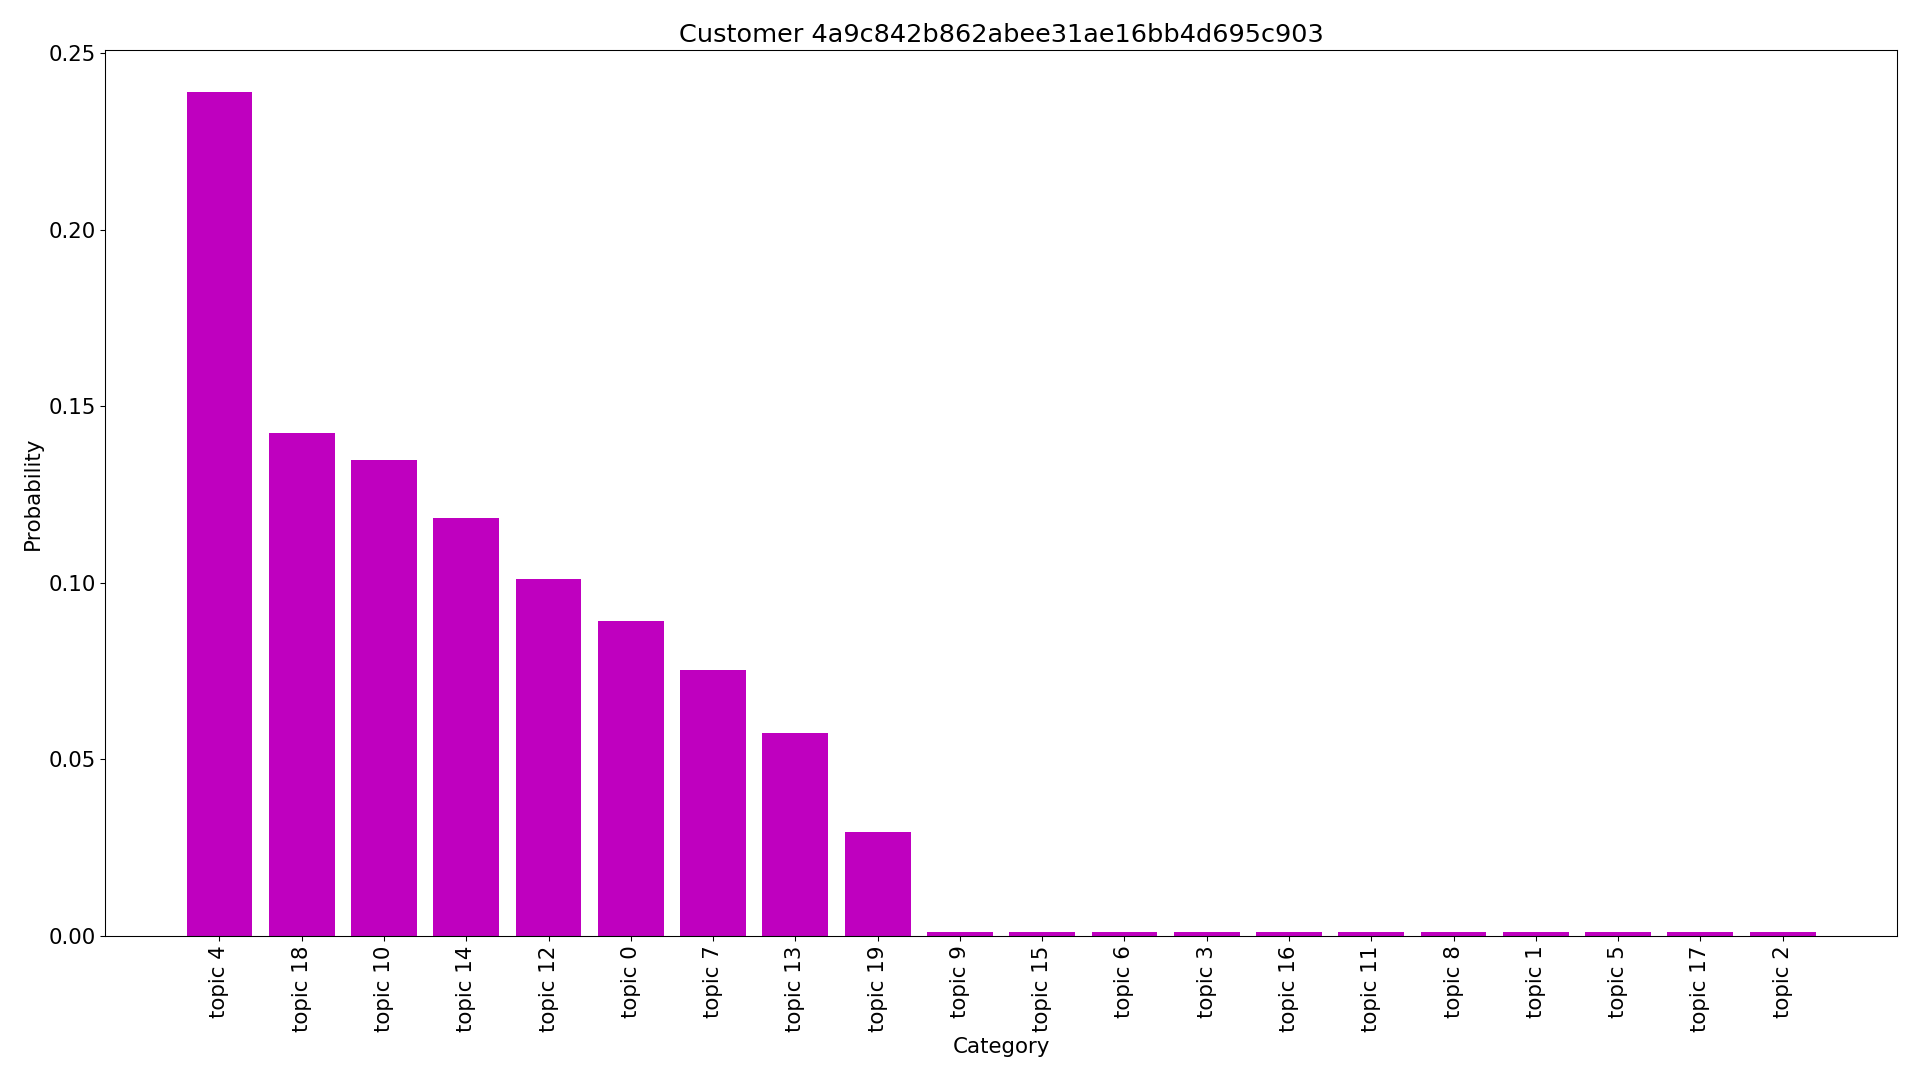 Customer 4a9c842b862abee31ae16bb4d695c903
Probability
0.25
0.20
0.15
0.10
0.05
0.00
topic 4
topic 18
topic 10
topic 14
topic 12
topic 0
topic 7
topic 13
topic 19
topic 9
topic 15
topic 6
topic 3
topic 16
topic 11
topic 8
topic 1
topic 5
topic 17
topic 2
Category